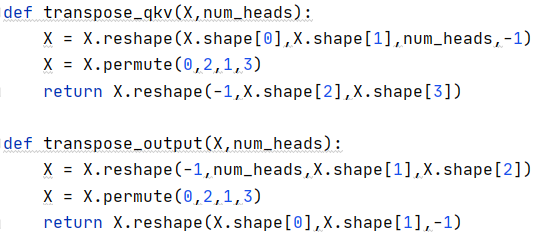 def transpose_qkv(X,num_heads):
    X = X.reshape(X.shape[0],X.shape[1],num_heads,-1)
    X = X.permute(0,2,1,3)
    return X.reshape(-1,X.shape[2],X.shape[3])

def transpose_output(X,num_heads):
    X = X.reshape(-1,num_heads,X.shape[1],X.shape[2])
    X = X.permute(0,2,1,3)
    return X.reshape(X.shape[0],X.shape[1],-1)